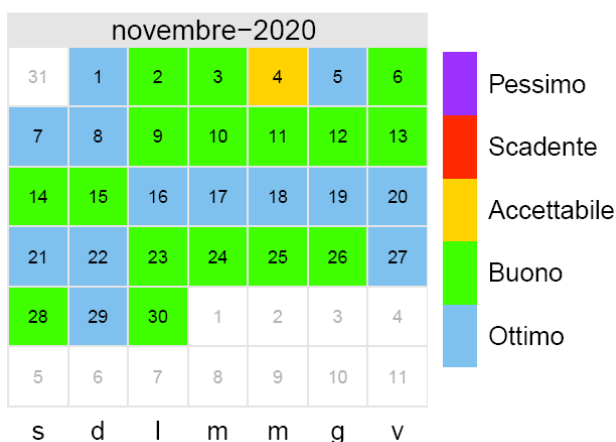 novembre-2020
31 1 2 3 4 5 6
7 8 9 10 11 12 13
14 15 16 17 18 19 20
21 22 23 24 25 26 27
28 29 30 1 2 3 4
5 6 7 8 9 10 11
s d l m m g v
Pessimo
Scadente
Accettabile
Buono
Ottimo